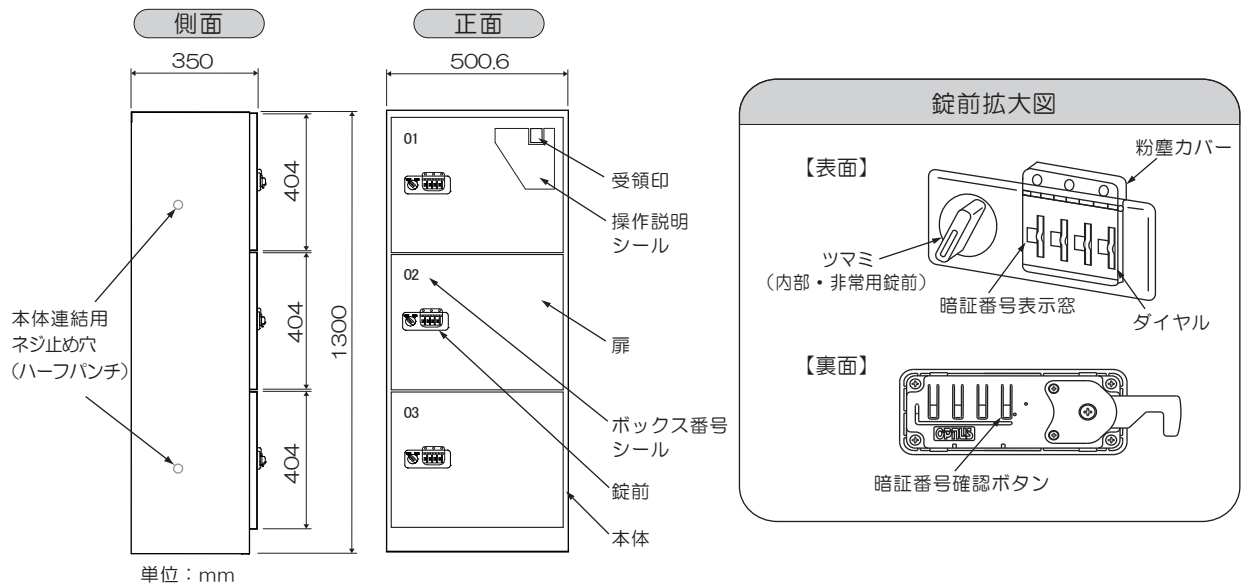 側面
正面
350
500.6
404
404
404
1300
本体連結用
ネジ止め穴
（ハーフパンチ）
単位：mm
01
02
03
受領印
操作説明
シール
扉
ボックス番号
シール
錠前
本体
錠前拡大図
【表面】
粉塵カバー
ツマミ
（内部・非常用錠前）
暗証番号表示窓
ダイヤル
【裏面】
OPNUS
暗証番号確認ボタン